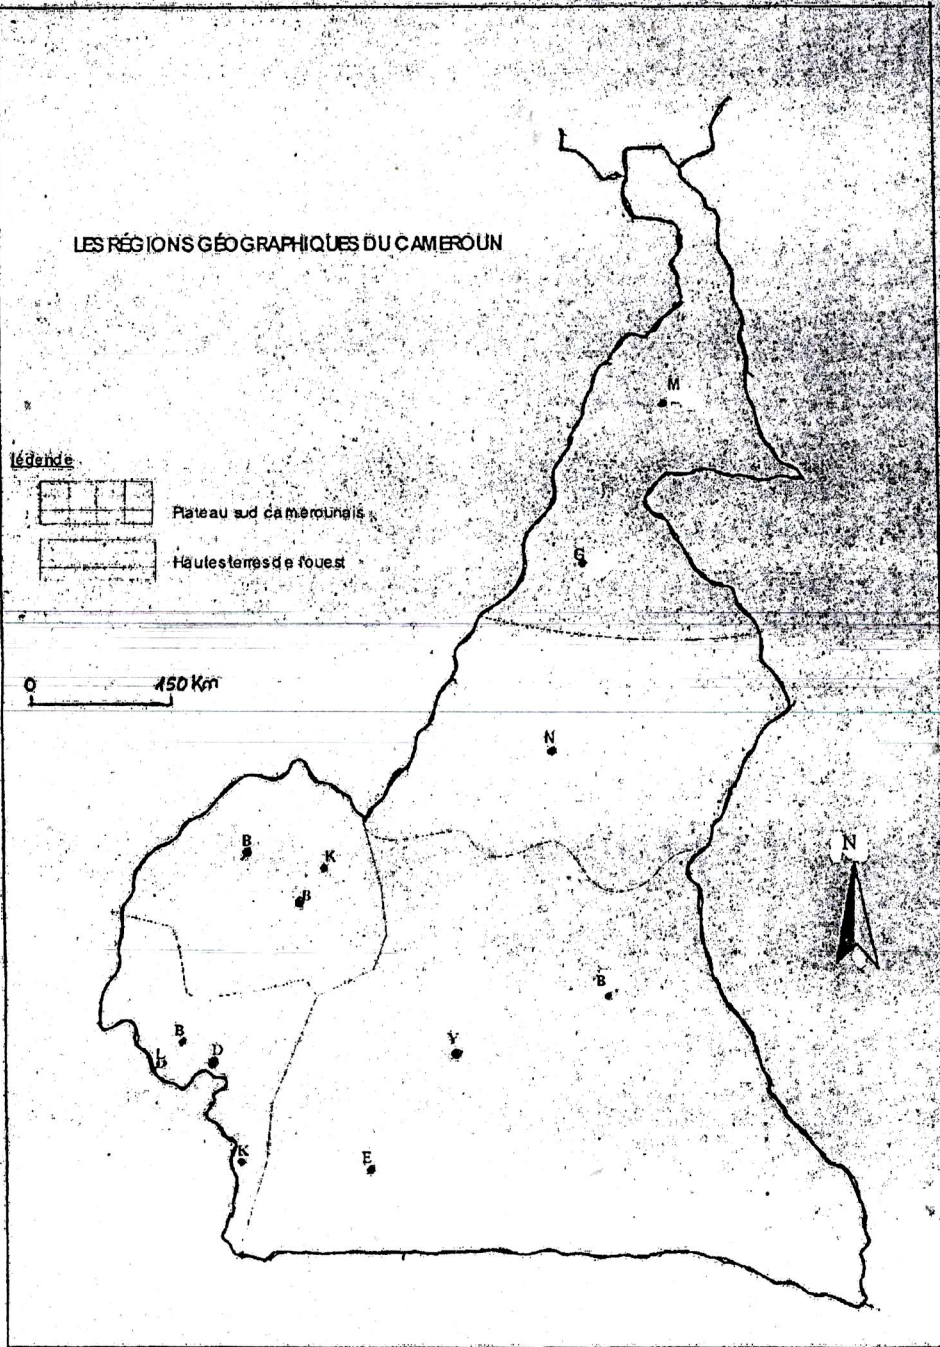 LES RÉGIONS GÉOGRAPHIQUES DU CAMEROUN
M
légende
Plateau sud camerounais
G
Hautes terres de l'ouest
0 150 Km
N
B
N
K
B
B
B
Y
L
D
K
E